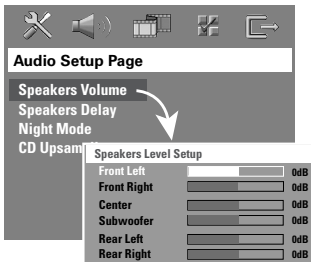 Audio Setup Page
Speakers Volume
Speakers Delay
Night Mode
CD Upsam
Speakers Level Setup
Front Left 0dB
Front Right 0dB
Center 0dB
Subwoofer 0dB
Rear Left 0dB
Rear Right 0dB